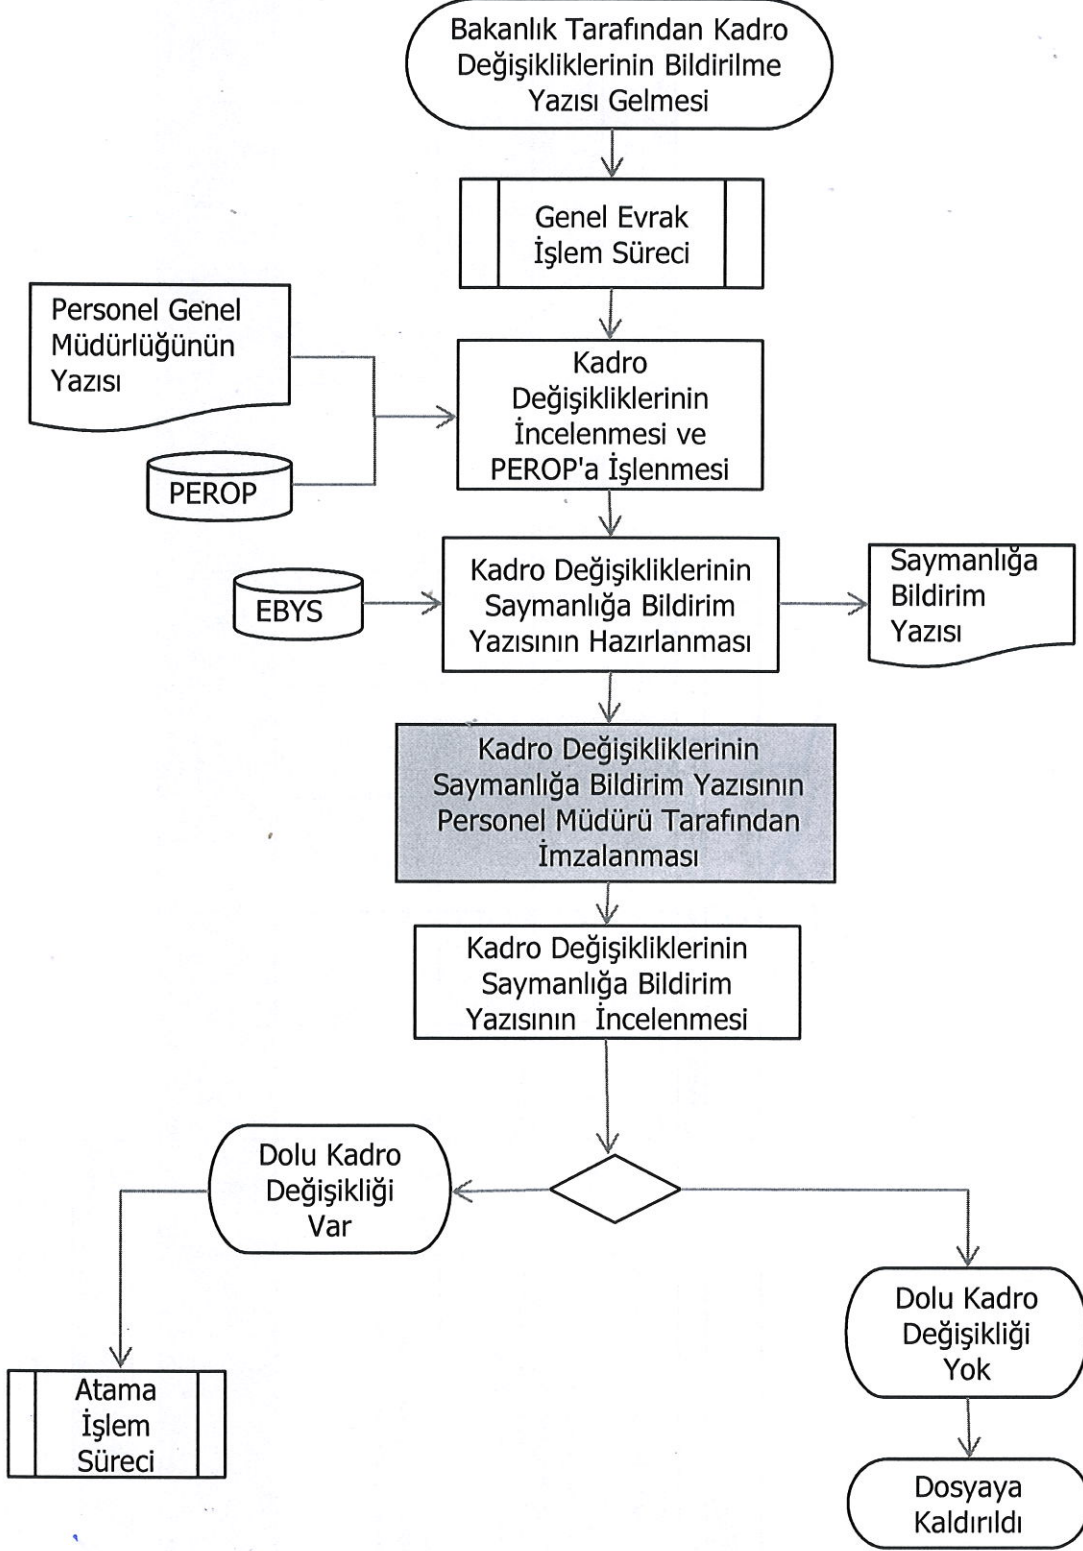 Bakanlık Tarafından Kadro
Değişikliklerinin Bildirilme
Yazısı Gelmesi
Genel Evrak
İşlem Süreci
Personel Genel
Müdürlüğünün
Yazısı
PEROP
Kadro
Değişikliklerinin
İncelenmesi ve
PEROP'a İşlenmesi
EBYS
Kadro Değişikliklerinin
Saymanlığa Bildirim
Yazısının Hazırlanması
Saymanlığa
Bildirim
Yazısı
Kadro Değişikliklerinin
Saymanlığa Bildirim Yazısının
Personel Müdürü Tarafından
İmzalanması
Kadro Değişikliklerinin
Saymanlığa Bildirim
Yazısının İncelenmesi
Dolu Kadro
Değişikliği
Var
Dolu Kadro
Değişikliği
Yok
Atama
İşlem
Süreci
Dosyaya
Kaldırıldı